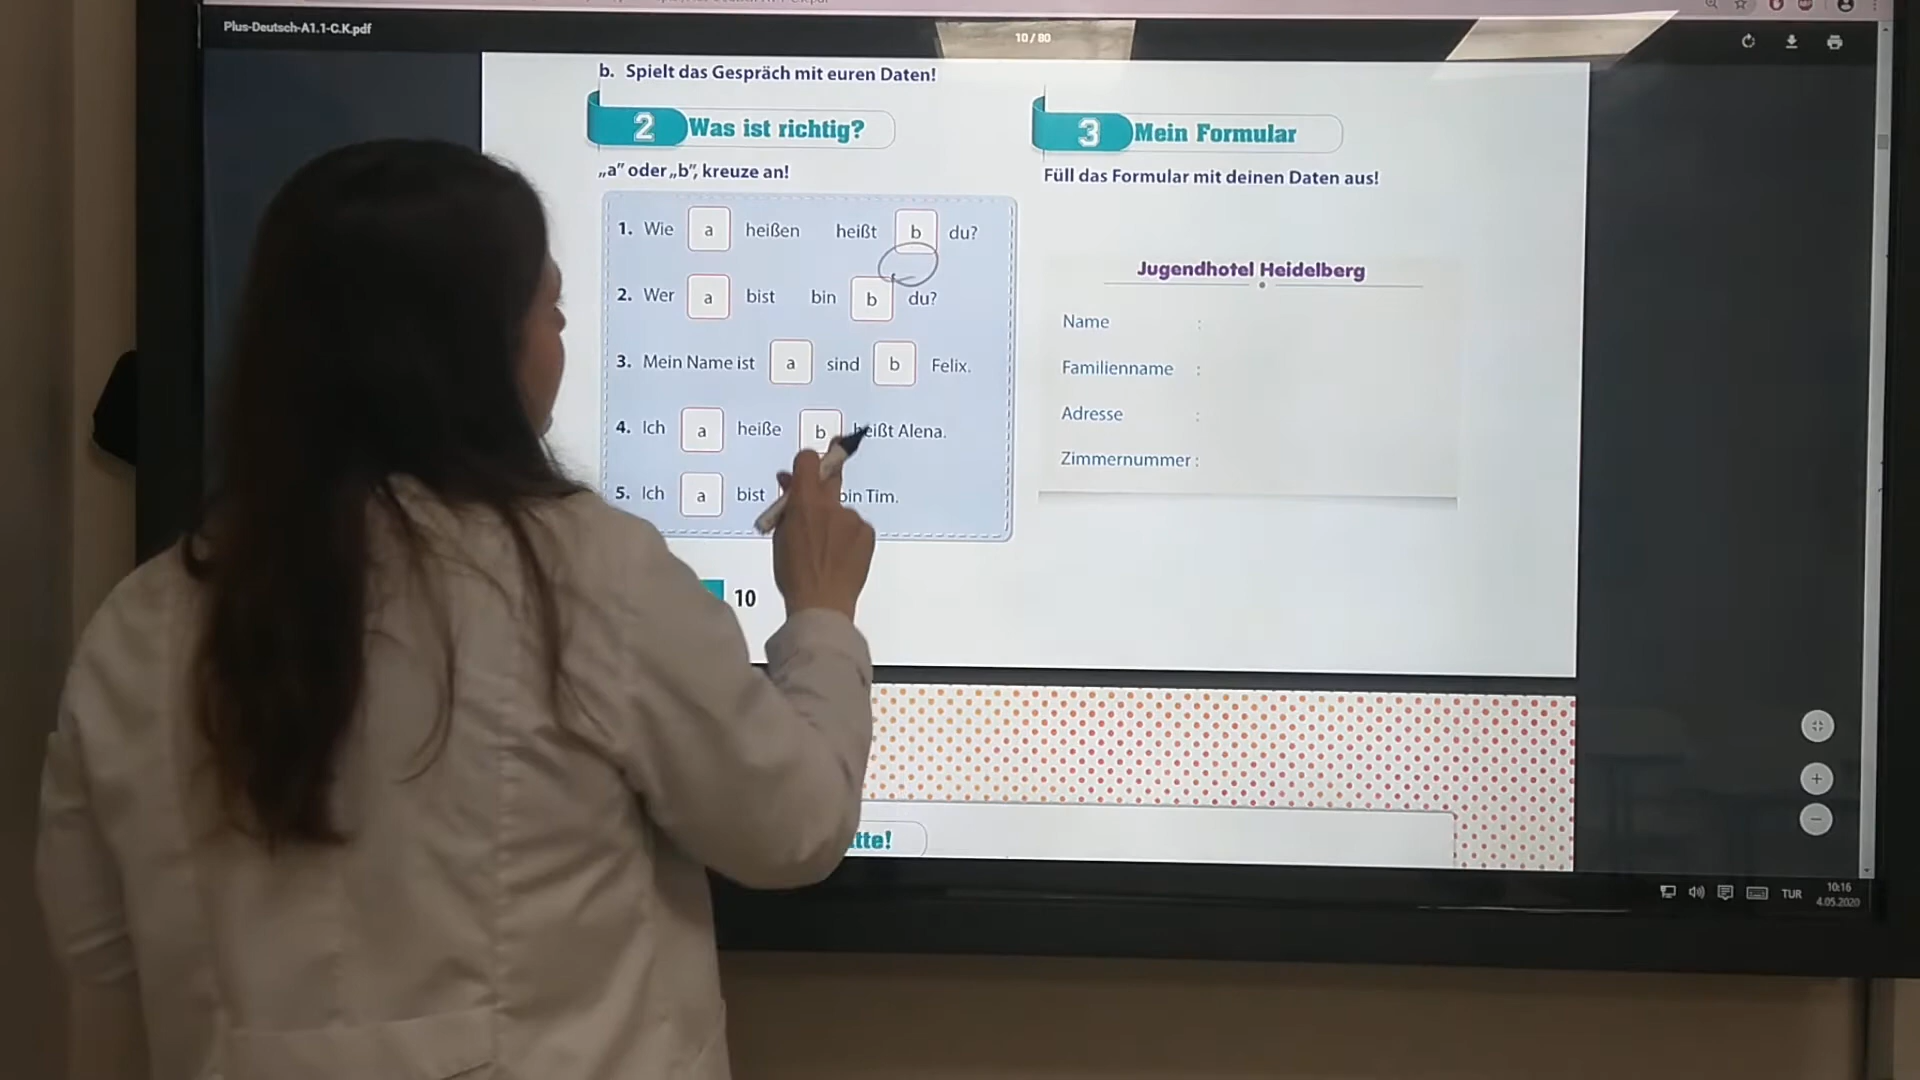 Plus-Deutsch-A1.1-C.K.pdf
10 / 80
b. Spielt das Gespräch mit euren Daten!
2 Was ist richtig?
„a” oder „b”, kreuze an!
1. Wie a heißen heißt b du?
2. Wer a bist bin b du?
3. Mein Name ist a sind b Felix.
4. Ich a heiße b heißt Alena.
5. Ich a bist bin Tim.
10
3 Mein Formular
Füll das Formular mit deinen Daten aus!
Jugendhotel Heidelberg
Name :
Familienname :
Adresse :
Zimmernummer :
tte!
TUR
10:16
4.05.2020